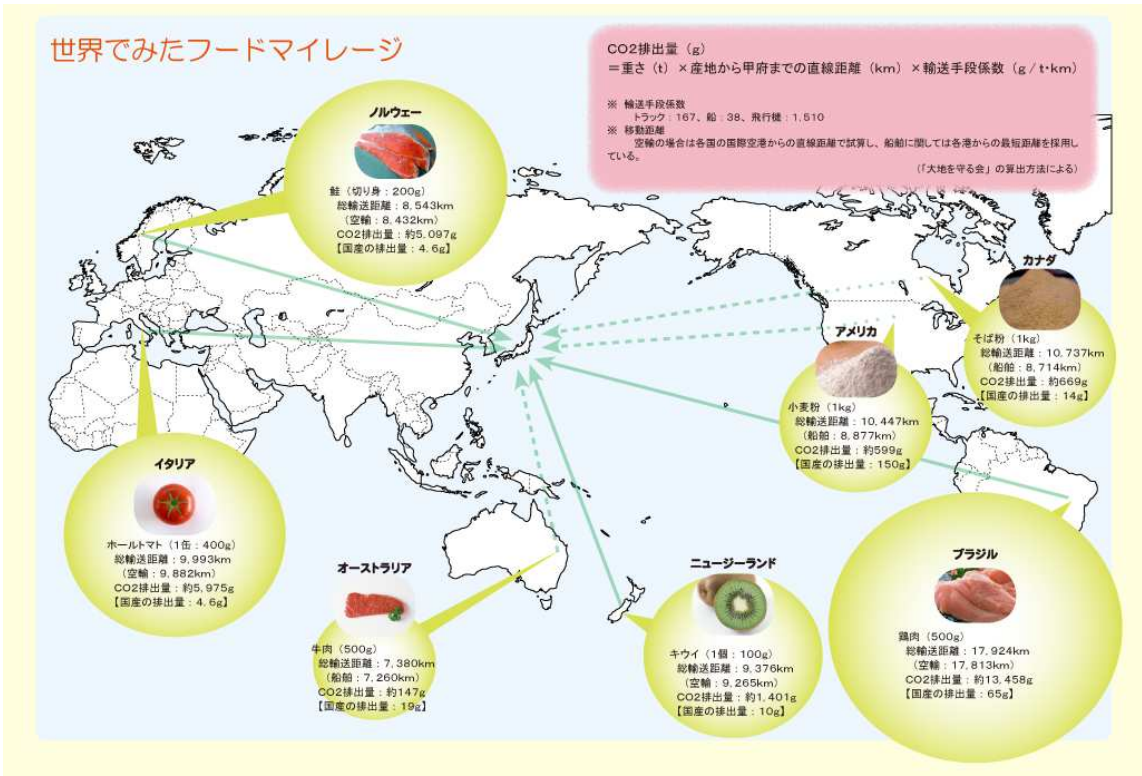 世界でみたフードマイレージ
CO2排出量（g）
＝重さ（t）×産地から甲府までの直線距離（km）×輸送手段係数（g／t・km）
※ 輸送手段係数
トラック：167、船：38、飛行機：1,510
※ 移動距離
空輸の場合は各国の国際空港からの直線距離で試算し、船舶に関しては各港からの最短距離を採用し
ている。
（「大地を守る会」の算出方法による）
ノルウェー
鮭（切り身：200g）
総輸送距離：8,543km
（空輸：8,432km）
CO2排出量：約5,097g
【国産の排出量：4.6g】
カナダ
そば粉（1kg）
総輸送距離：10,737km
（船舶：8,714km）
CO2排出量：約669g
【国産の排出量：14g】
アメリカ
小麦粉（1kg）
総輸送距離：10,447km
（船舶：8,877km）
CO2排出量：約599g
【国産の排出量：150g】
イタリア
ホールトマト（1缶：400g）
総輸送距離：9,993km
（空輸：9,882km）
CO2排出量：約5,975g
【国産の排出量：4.6g】
オーストラリア
牛肉（500g）
総輸送距離：7,380km
（船舶：7,260km）
CO2排出量：約147g
【国産の排出量：19g】
ニュージーランド
キウイ（1個：100g）
総輸送距離：9,376km
（空輸：9,265km）
CO2排出量：約1,401g
【国産の排出量：10g】
ブラジル
鶏肉（500g）
総輸送距離：17,924km
（空輸：17,813km）
CO2排出量：約13,458g
【国産の排出量：65g】